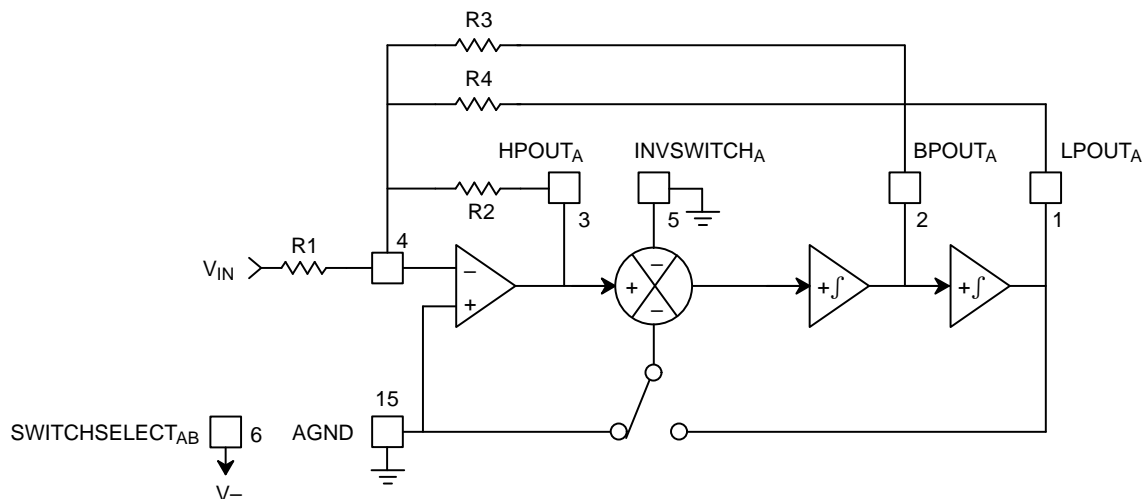 R3
R4
HPOUTA
INVSWITCHA
BPOUTA
LPOUTA
R2
3
5
2
1
R1
4
VIN
−
+
+
−
−
+∫
+∫
15
SWITCHSELECTAB
6
AGND
V−